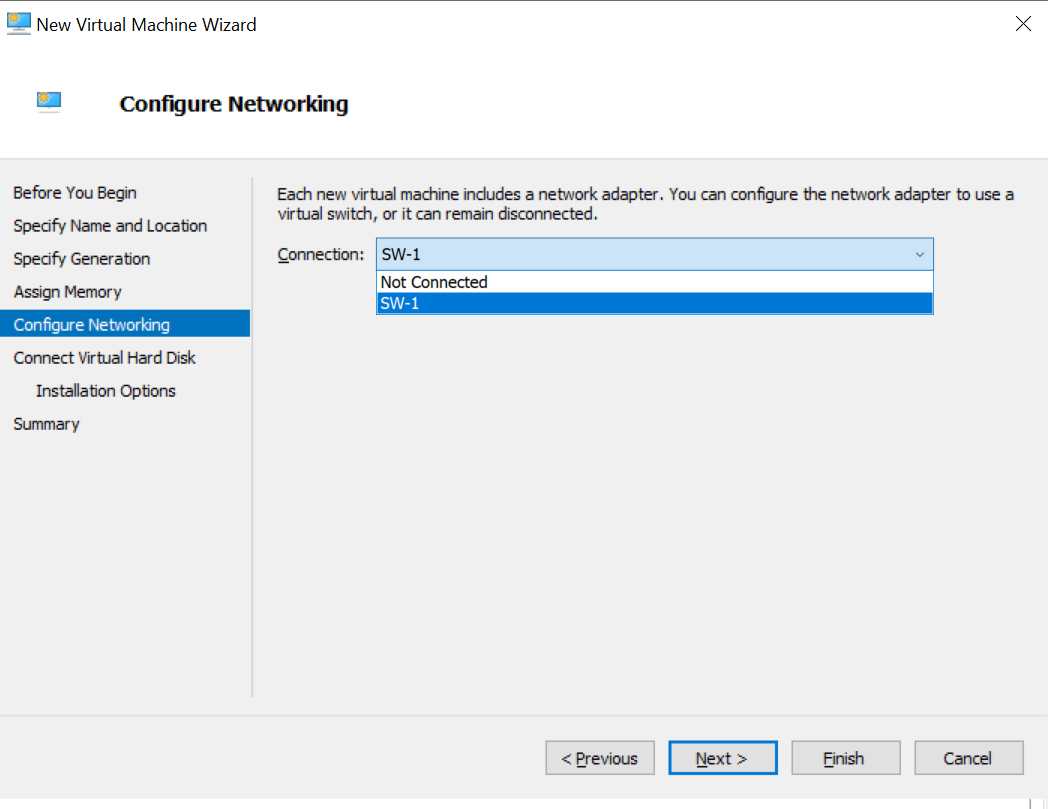 New Virtual Machine Wizard
Configure Networking
Before You Begin
Specify Name and Location
Specify Generation
Assign Memory
Configure Networking
Connect Virtual Hard Disk
Installation Options
Summary
Each new virtual machine includes a network adapter. You can configure the network adapter to use a
virtual switch, or it can remain disconnected.
Connection: SW-1
Not Connected
SW-1
< Previous Next > Finish Cancel